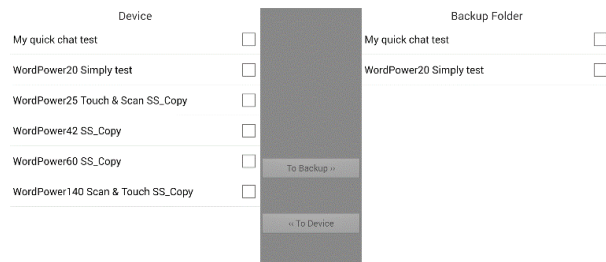 Device
My quick chat test
WordPower20 Simply test
WordPower25 Touch & Scan SS_Copy
WordPower42 SS_Copy
WordPower60 SS_Copy
WordPower140 Scan & Touch SS_Copy
To Backup »
« To Device
Backup Folder
My quick chat test
WordPower20 Simply test